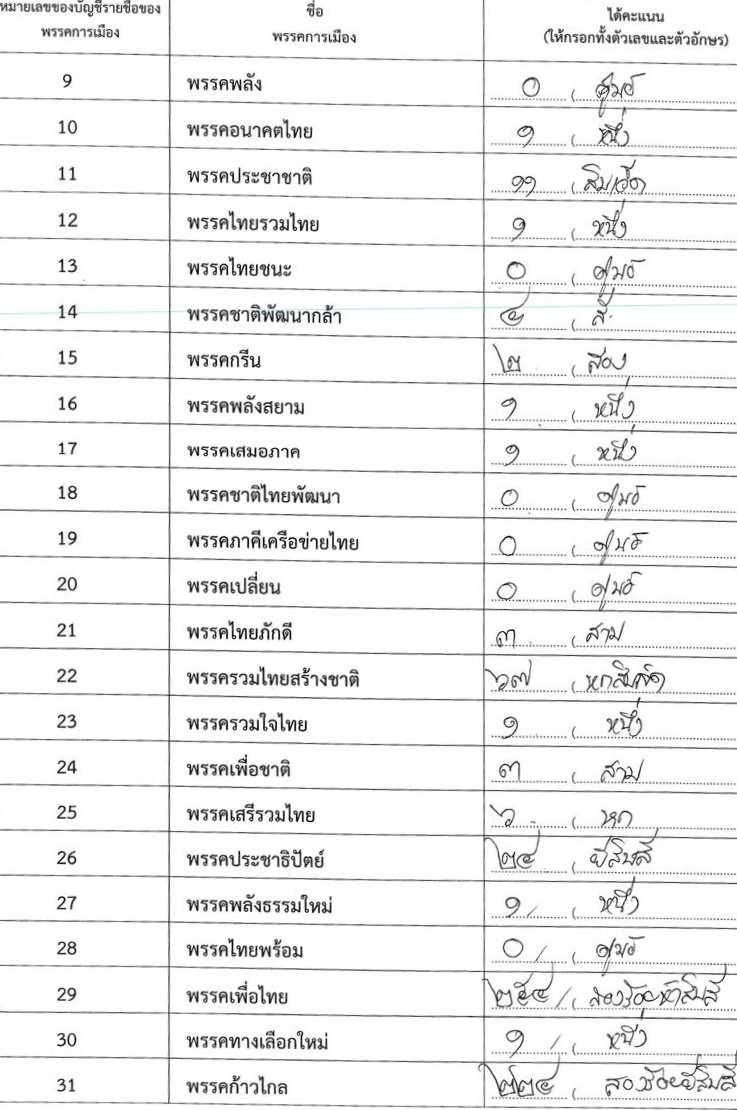 หมายเลขของบัญชีรายชื่อของ พรรคการเมือง ชื่อ พรรคการเมือง ได้คะแนน (ให้กรอกทั้งตัวเลขและตัวอักษร)
9 พรรคพลัง ๐ ( ศูนย์
10 พรรคอนาคตไทย ๑ ( หนึ่ง
11 พรรคประชาชาติ ๑๑ ( สิบเอ็ด
12 พรรคไทยรวมไทย ๑ ( หนึ่ง
13 พรรคไทยชนะ ๐ ( ศูนย์
14 พรรคชาติพัฒนากล้า ๔ ( สี่
15 พรรคกรีน ๒ ( สอง
16 พรรคพลังสยาม ๑ ( หนึ่ง
17 พรรคเสมอภาค ๑ ( หนึ่ง
18 พรรคชาติไทยพัฒนา ๐ ( ศูนย์
19 พรรคภาคีเครือข่ายไทย ๐ ( ศูนย์
20 พรรคเปลี่ยน ๐ ( ศูนย์
21 พรรคไทยภักดี ๓ ( สาม
22 พรรครวมไทยสร้างชาติ ๖๗ ( หกสิบเจ็ด
23 พรรครวมใจไทย ๑ ( หนึ่ง
24 พรรคเพื่อชาติ ๓ ( สาม
25 พรรคเสรีรวมไทย ๖ ( หก
26 พรรคประชาธิปัตย์ ๒๔ ( ยี่สิบสี่
27 พรรคพลังธรรมใหม่ ๑ ( หนึ่ง
28 พรรคไทยพร้อม ๐ ( ศูนย์
29 พรรคเพื่อไทย ๒๕๔ ( สองร้อยห้าสิบสี่
30 พรรคทางเลือกใหม่ ๑ ( หนึ่ง
31 พรรคก้าวไกล ๒๒๔ ( สองร้อยยี่สิบสี่